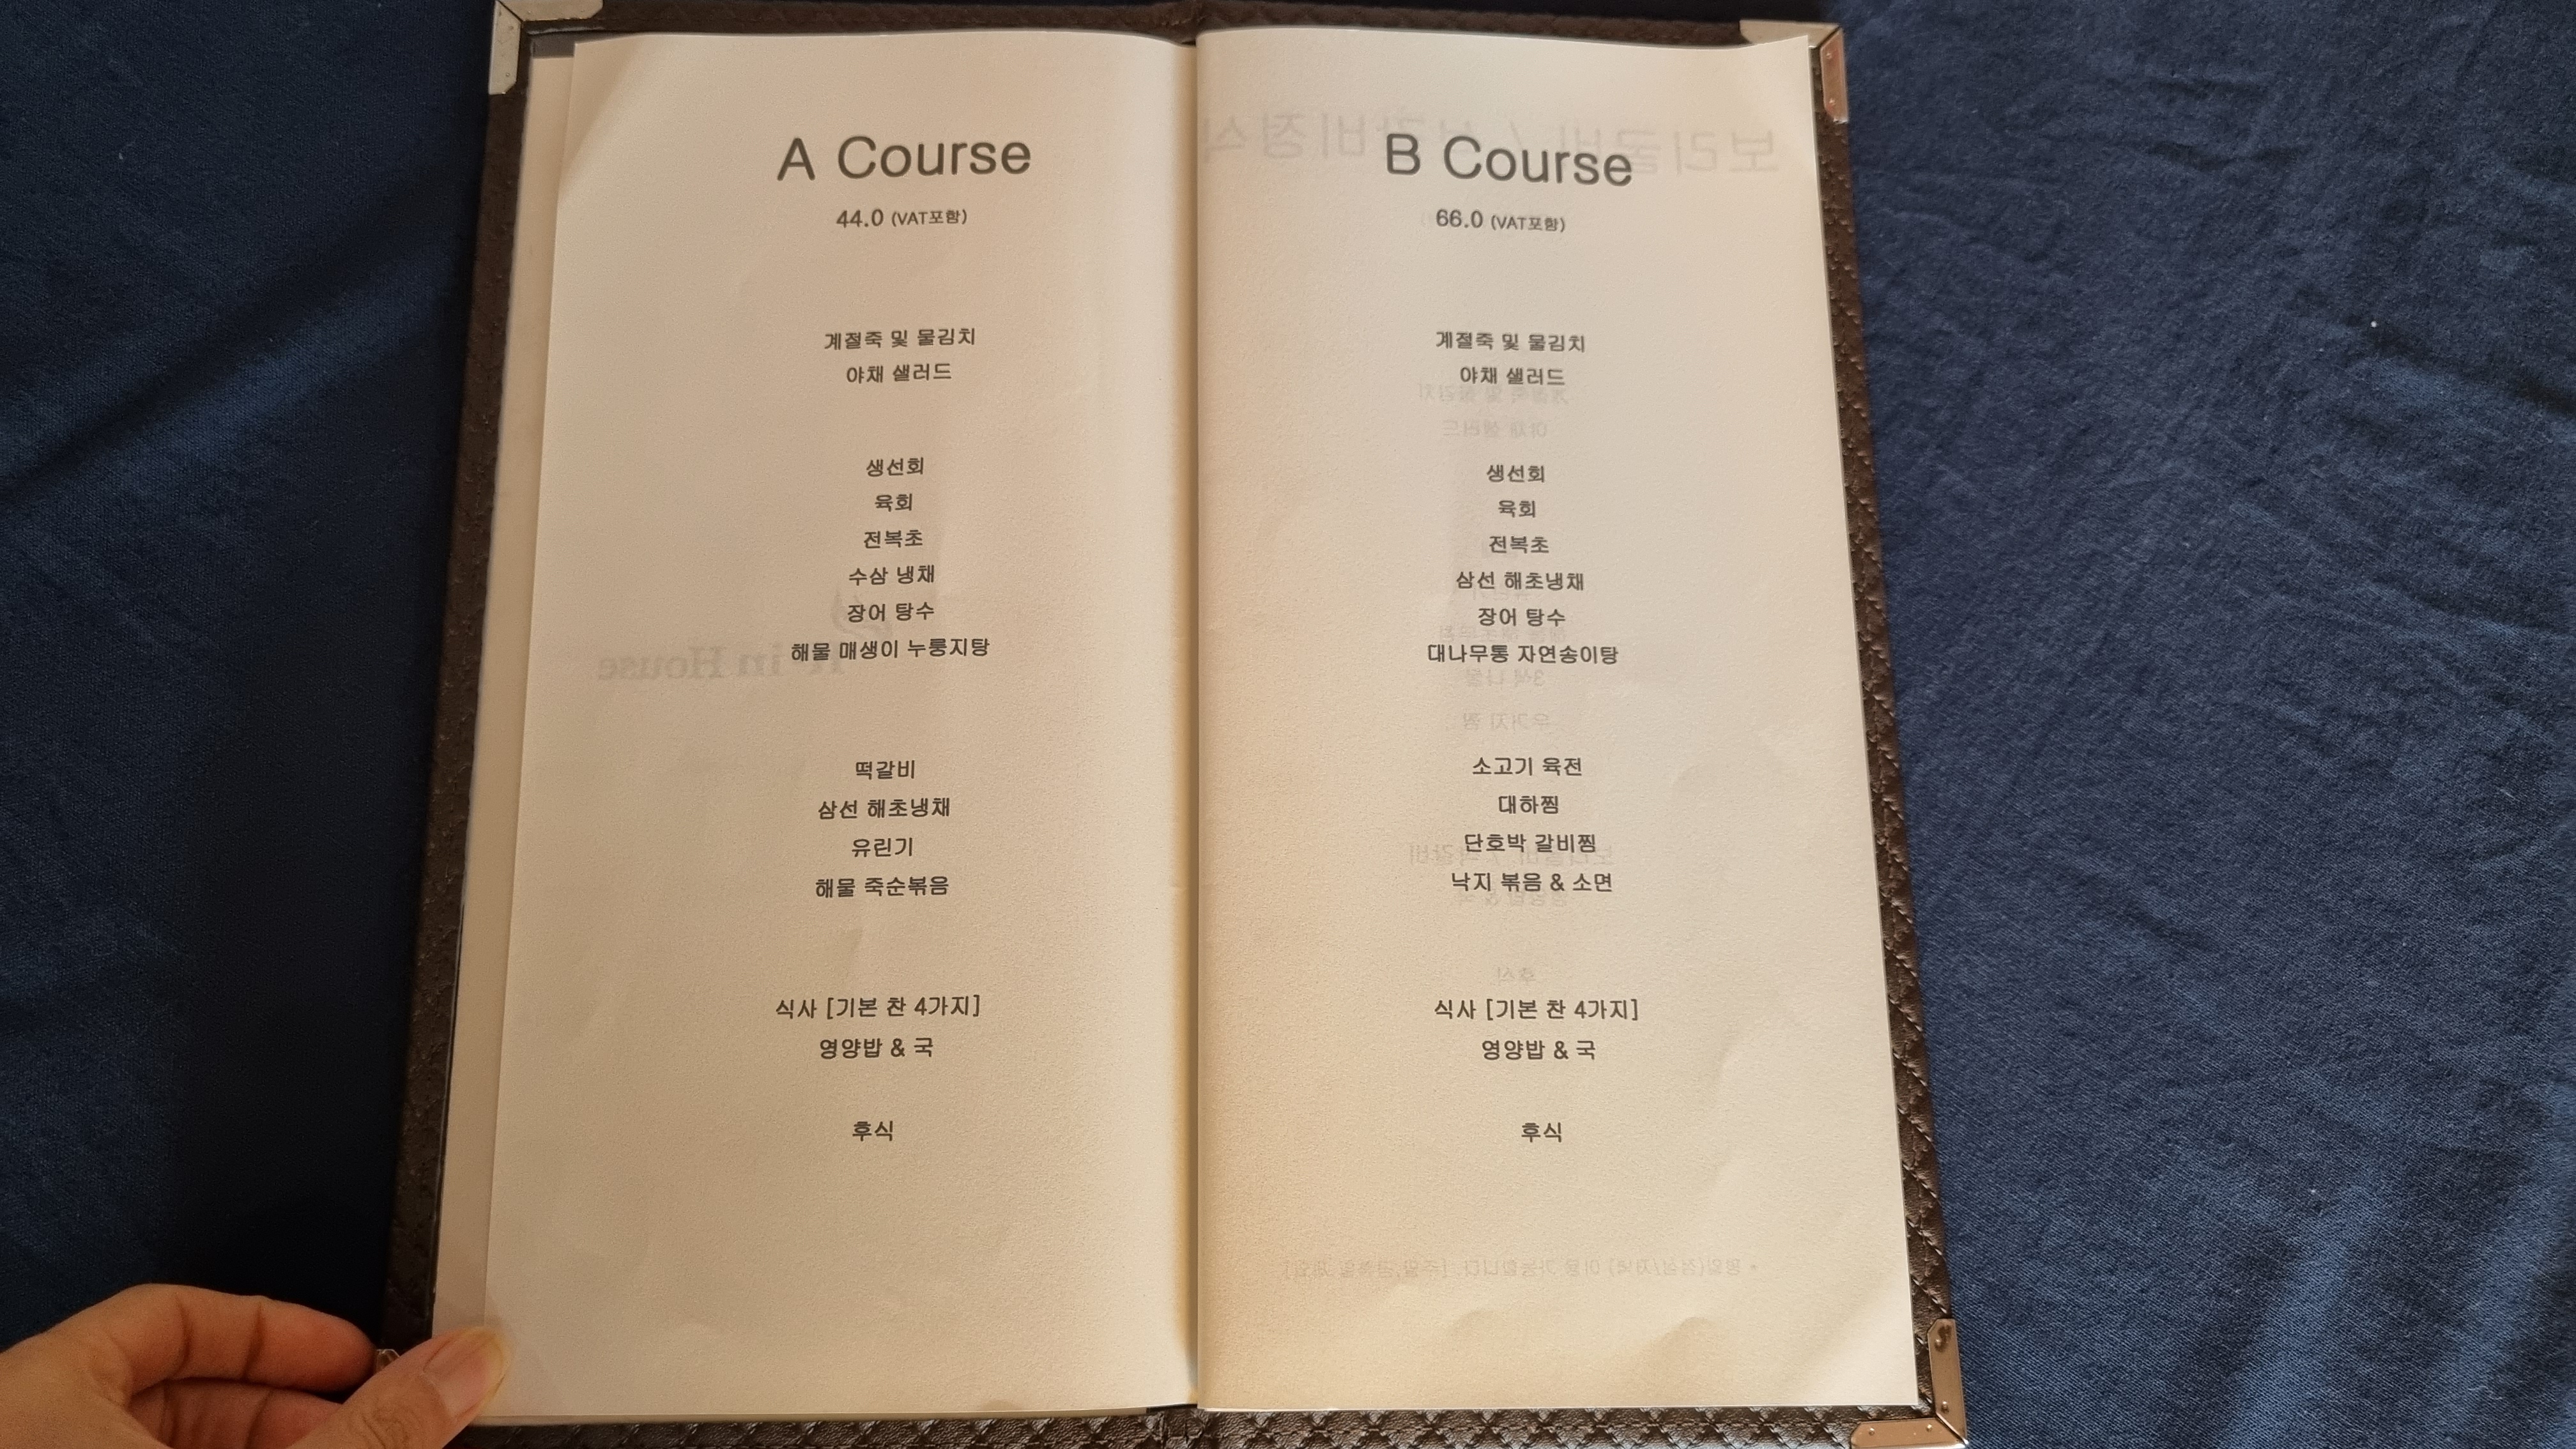 A Course
44.0 (VAT포함)
계절죽 및 물김치
야채 샐러드
생선회
육회
전복초
수삼 냉채
장어 탕수
해물 매생이 누룽지탕
떡갈비
삼선 해초냉채
유린기
해물 죽순볶음
식사 [기본 찬 4가지]
영양밥 & 국
후식
B Course
66.0 (VAT포함)
계절죽 및 물김치
야채 샐러드
생선회
육회
전복초
삼선 해초냉채
장어 탕수
대나무통 자연송이탕
소고기 육전
대하찜
단호박 갈비찜
낙지 볶음 & 소면
식사 [기본 찬 4가지]
영양밥 & 국
후식